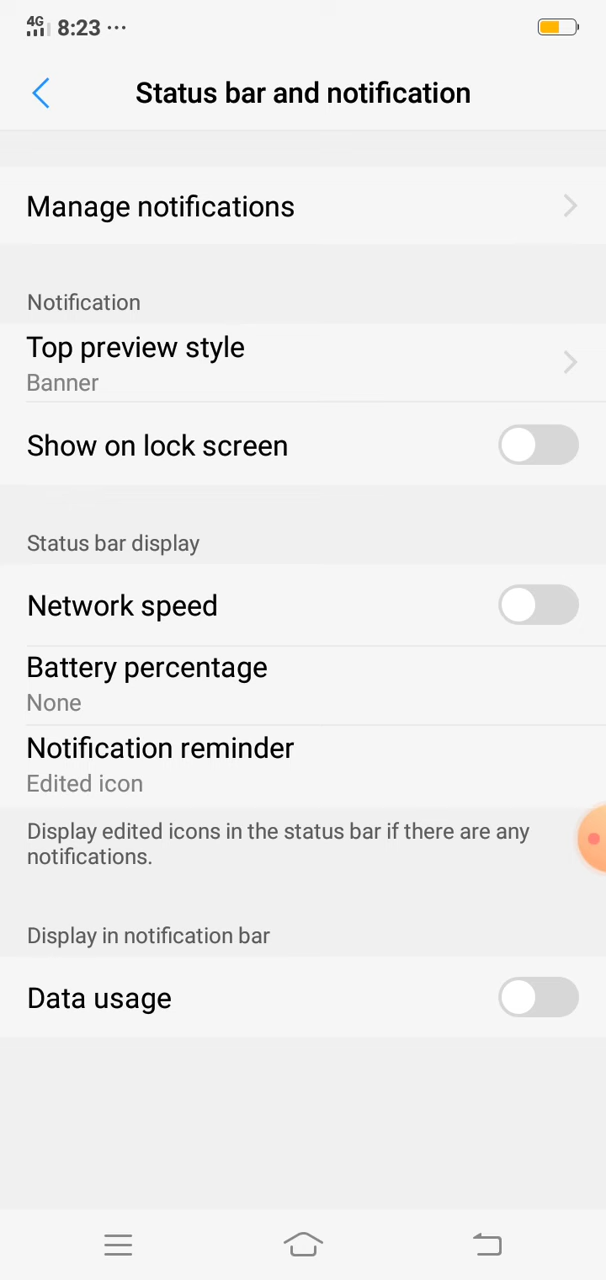 4G 8:23 ...
Status bar and notification
Manage notifications
Notification
Top preview style
Banner
Show on lock screen
Status bar display
Network speed
Battery percentage
None
Notification reminder
Edited icon
Display edited icons in the status bar if there are any
notifications.
Display in notification bar
Data usage